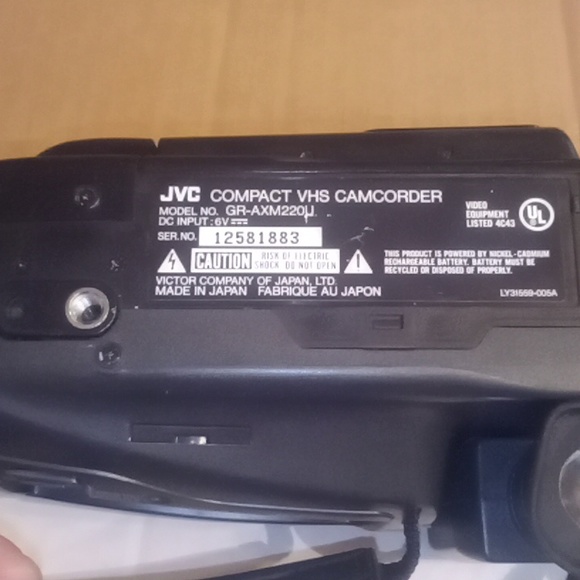 JVC COMPACT VHS CAMCORDER
MODEL NO. GR-AXM220U
DC INPUT : 6V
SER. NO. 12581883
CAUTION RISK OF ELECTRIC
SHOCK DO NOT OPEN
VICTOR COMPANY OF JAPAN, LTD.
MADE IN JAPAN FABRIQUE AU JAPON
VIDEO
EQUIPMENT
LISTED 4C43
UL
THIS PRODUCT IS POWERED BY NICKEL-CADMIUM
RECHARGEABLE BATTERY. BATTERY MUST BE
RECYCLED OR DISPOSED OF PROPERLY.
LY31559-005A